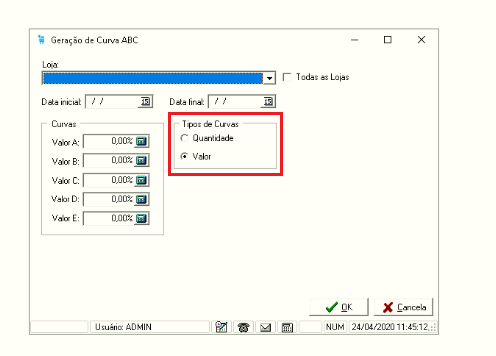 Geração de Curva ABC
Loja:
Todas as Lojas
Data inicial: / / 15 Data final: / / 15
Curvas
Tipos de Curvas
Valor A: 0,00%
Quantidade
Valor B: 0,00%
Valor
Valor C: 0,00%
Valor D: 0,00%
Valor E: 0,00%
OK Cancela
Usuário: ADMIN NUM 24/04/2020 11:45:12